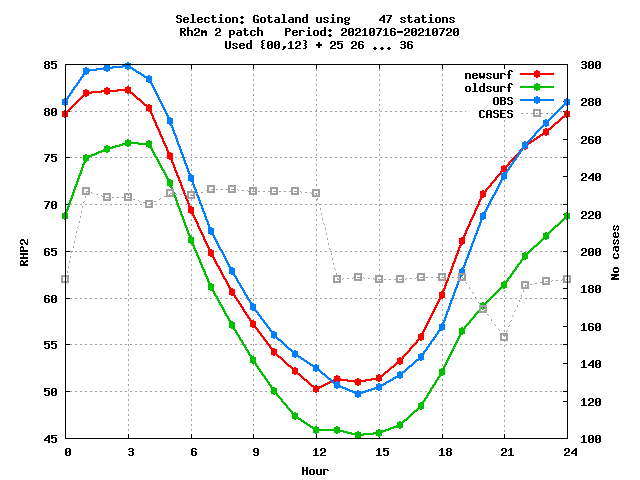 Selection: Gotaland using    47 stations
Rh2m 2 patch   Period: 20210716-20210720
Used {00,12} + 25 26 ... 36
85
80
75
70
65
60
55
50
45
300
280
260
240
220
200
180
160
140
120
100
newsurf
oldsurf
OBS
CASES
RHP2
No cases
0 3 6 9 12 15 18 21 24
Hour